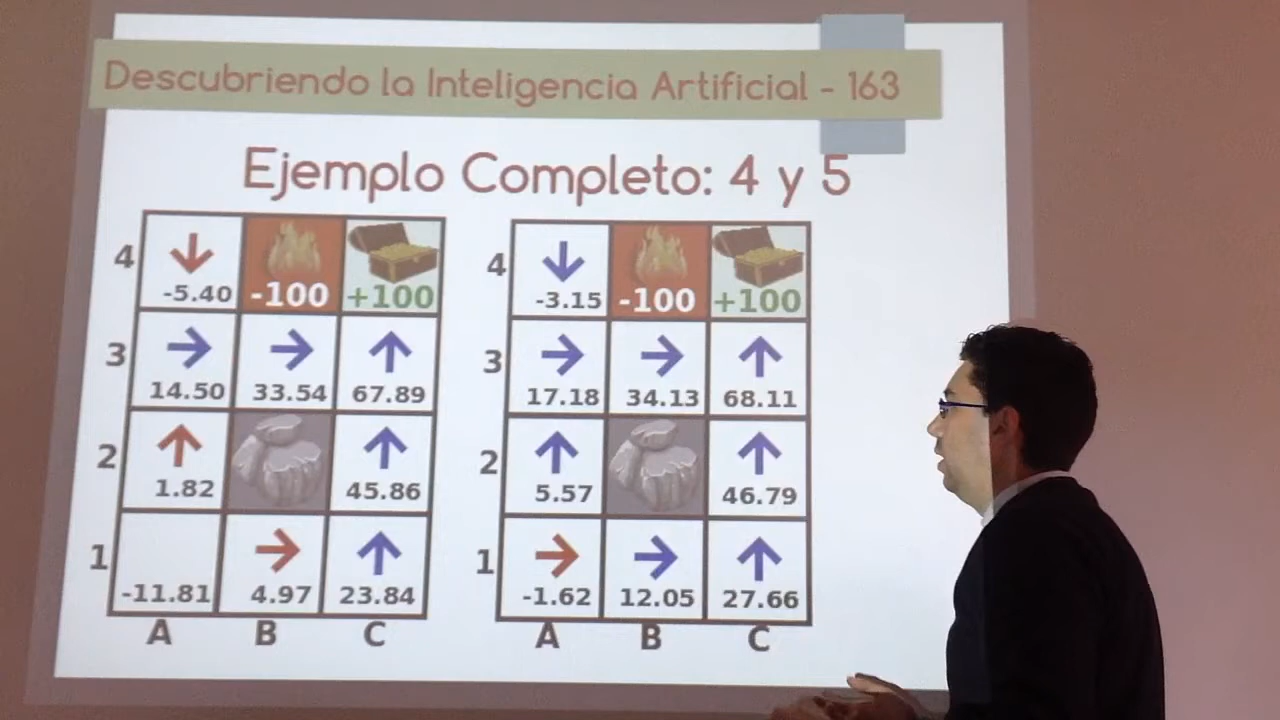 Descubriendo la Inteligencia Artificial - 163
Ejemplo Completo: 4 y 5
4 -5.40 -100 +100
3 14.50 33.54 67.89
2 1.82 45.86
1 -11.81 4.97 23.84
A B C
4 -3.15 -100 +100
3 17.18 34.13 68.11
2 5.57 46.79
1 -1.62 12.05 27.66
A B C